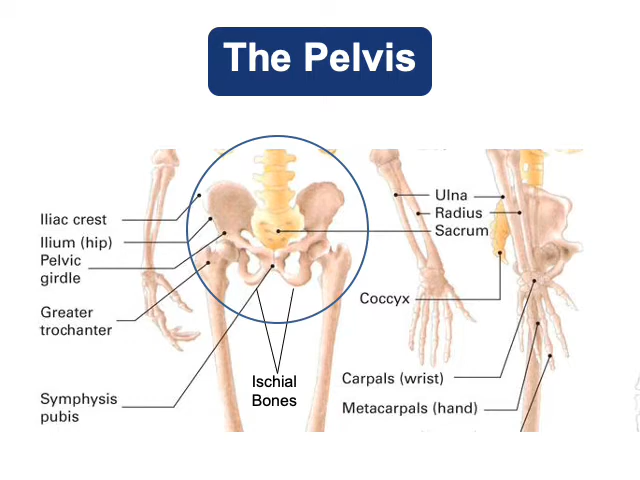 The Pelvis
Iliac crest
Ilium (hip)
Pelvic
girdle
Greater
trochanter
Symphysis
pubis
Ischial
Bones
Ulna
Radius
Sacrum
Coccyx
Carpals (wrist)
Metacarpals (hand)